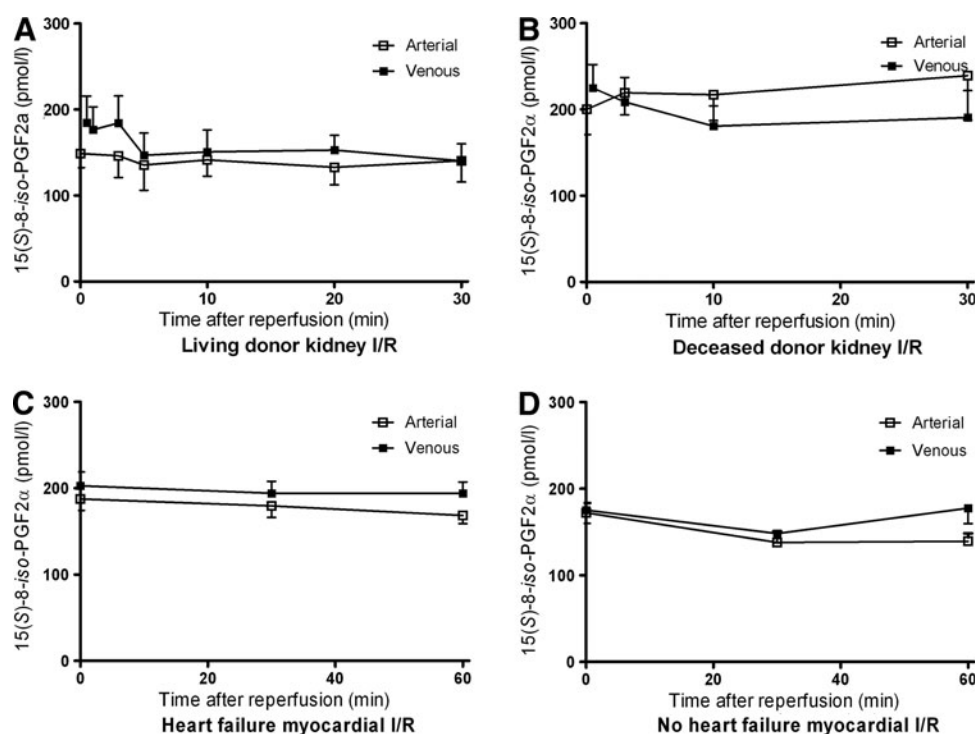 A
15(S)-8-iso-PGF2a (pmol/l)
300
200
100
0
Arterial
Venous
0 10 20 30
Time after reperfusion (min)
Living donor kidney I/R
B
15(S)-8-iso-PGF2α (pmol/l)
300
200
100
0
Arterial
Venous
0 10 20 30
Time after reperfusion (min)
Deceased donor kidney I/R
C
15(S)-8-iso-PGF2α (pmol/l)
300
200
100
0
Arterial
Venous
0 20 40 60
Time after reperfusion (min)
Heart failure myocardial I/R
D
15(S)-8-iso-PGF2α (pmol/l)
300
200
100
0
Arterial
Venous
0 20 40 60
Time after reperfusion (min)
No heart failure myocardial I/R